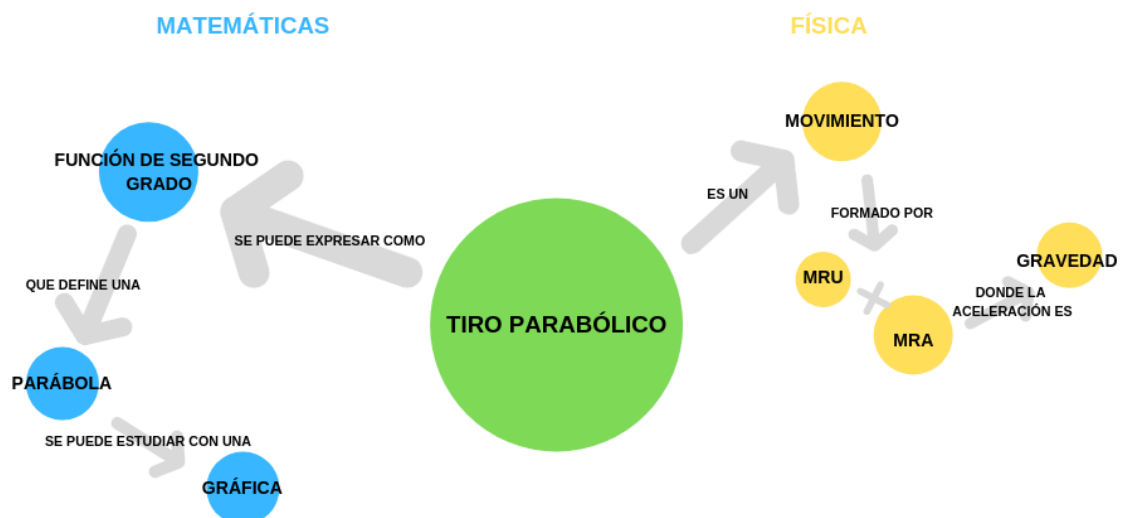 MATEMÁTICAS
FÍSICA
MOVIMIENTO
FUNCIÓN DE SEGUNDO
GRADO
ES UN
FORMADO POR
SE PUEDE EXPRESAR COMO
GRAVEDAD
MRU
QUE DEFINE UNA
DONDE LA
ACELERACIÓN ES
TIRO PARABÓLICO
MRA
PARÁBOLA
SE PUEDE ESTUDIAR CON UNA
GRÁFICA